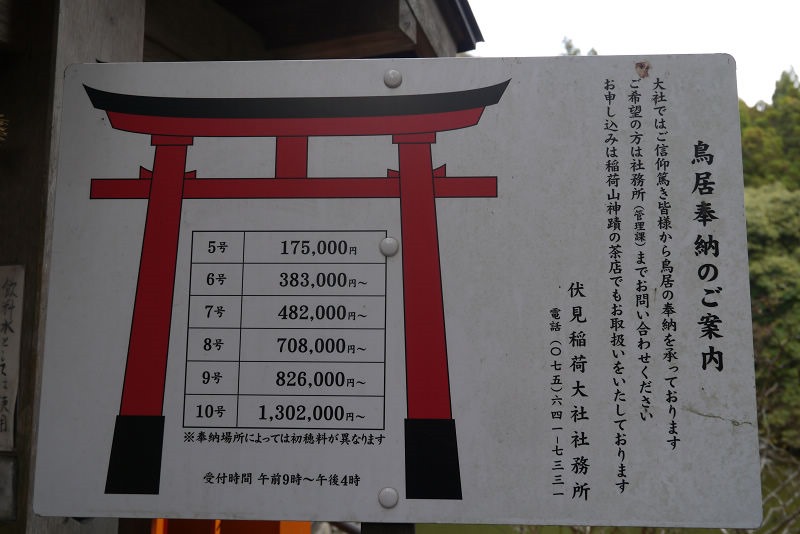 鳥居奉納のご案内
大社ではご信仰篤き皆様から鳥居の奉納を承っております
ご希望の方は社務所（管理課）までお問い合わせください
お申し込みは稲荷山神蹟の茶店でもお取扱いをいたしております
伏見稲荷大社社務所
電話（〇七五）六四一－七三三一
5号 175,000円
6号 383,000円～
7号 482,000円～
8号 708,000円～
9号 826,000円～
10号 1,302,000円～
※奉納場所によっては初穂料が異なります
受付時間 午前9時～午後4時
飲料水としては使用